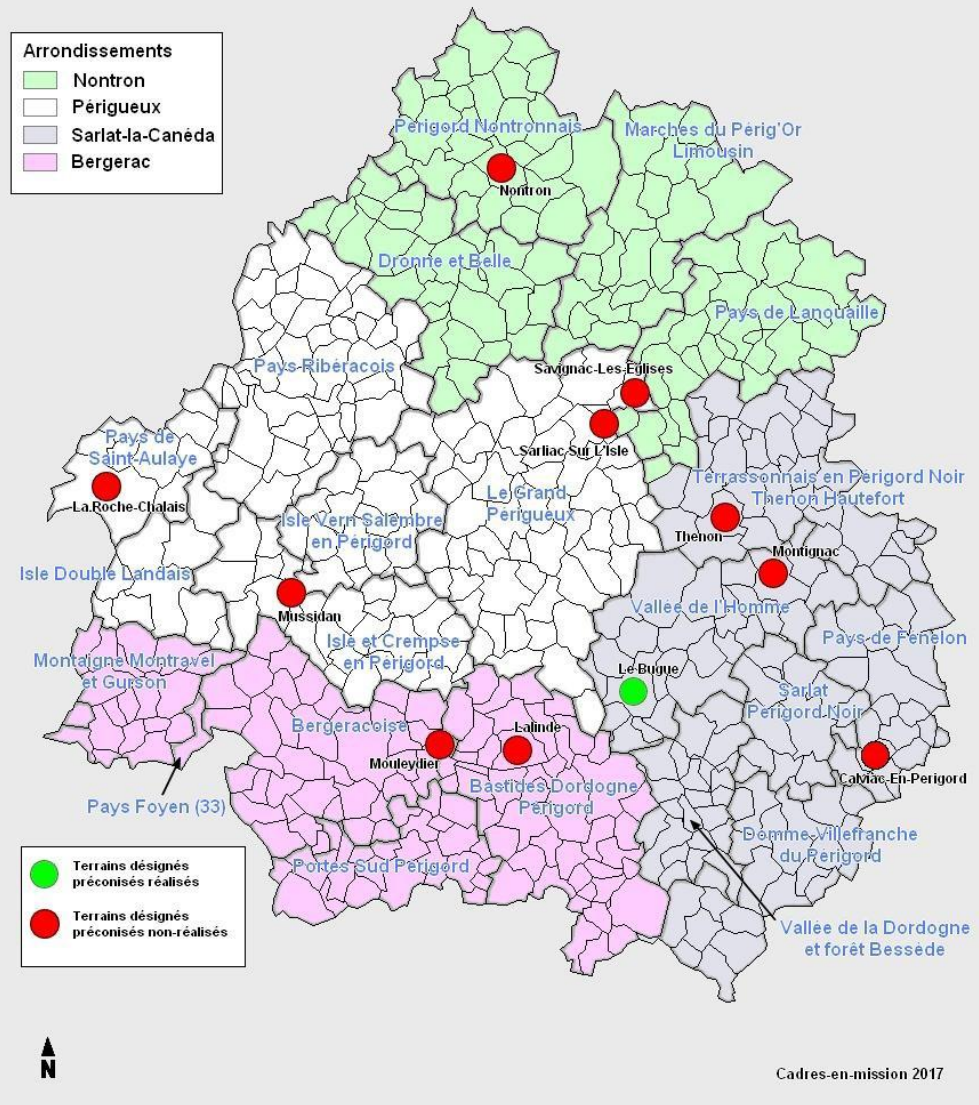 Arrondissements
Nontron
Périgueux
Sarlat-la-Canéda
Bergerac
Périgord Nontronnais
Marches du Périg'Or
Limousin
Nontron
Dronne et Belle
Pays de Lanouaille
Pays Ribéracois
Savignac-Les-Eglises
Sarliac-Sur L'Isle
Pays de
Saint-Aulaye
La Roche-Chalais
Le Grand
Périgueux
Terrassonnais en Périgord Noir
Thenon Hautefort
Isle Vern Salembre
en Périgord
Thenon
Montignac
Isle Double Landais
Mussidan
Vallée de l'Homme
Isle et Crempse
en Périgord
Pays de Fénelon
Montaigne Montravel
et Gurson
Le Bugue
Sarlat
Périgord Noir
Bergeracoise
Lalinde
Mouleydier
Calviac-En-Perigord
Bastides Dordogne
Périgord
Pays Foyen (33)
Domme-Villefranche
du Périgord
Portes Sud Périgord
Terrains désignés
préconisés réalisés
Terrains désignés
préconisés non-réalisés
Vallée de la Dordogne
et forêt Bessède
N
Cadres-en-mission 2017